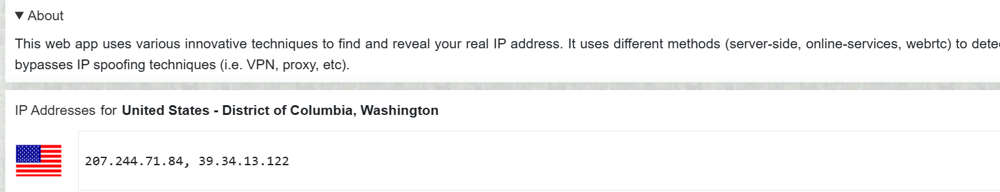 ▼ About
This web app uses various innovative techniques to find and reveal your real IP address. It uses different methods (server-side, online-services, webrtc) to
bypasses IP spoofing techniques (i.e. VPN, proxy, etc).
IP Addresses for United States - District of Columbia, Washington
207.244.71.84, 39.34.13.122